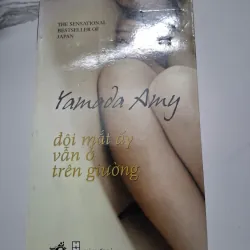 THE SENSATIONAL
BESTSELLER OF
JAPAN
Yamada Amy
đôi mắt ấy
vẫn ở
trên giường